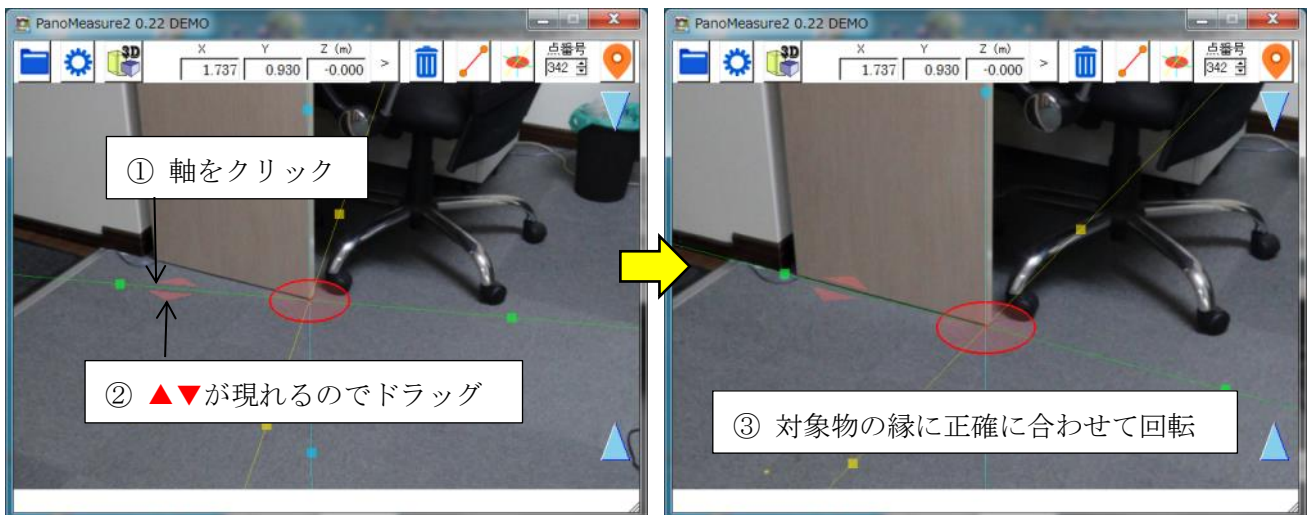 PanoMeasure2 0.22 DEMO
3D
X Y Z (m)
1.737 0.930 -0.000 >
点番号
342
① 軸をクリック
② ▲▼が現れるのでドラッグ
PanoMeasure2 0.22 DEMO
3D
X Y Z (m)
1.737 0.930 -0.000 >
点番号
342
③ 対象物の縁に正確に合わせて回転